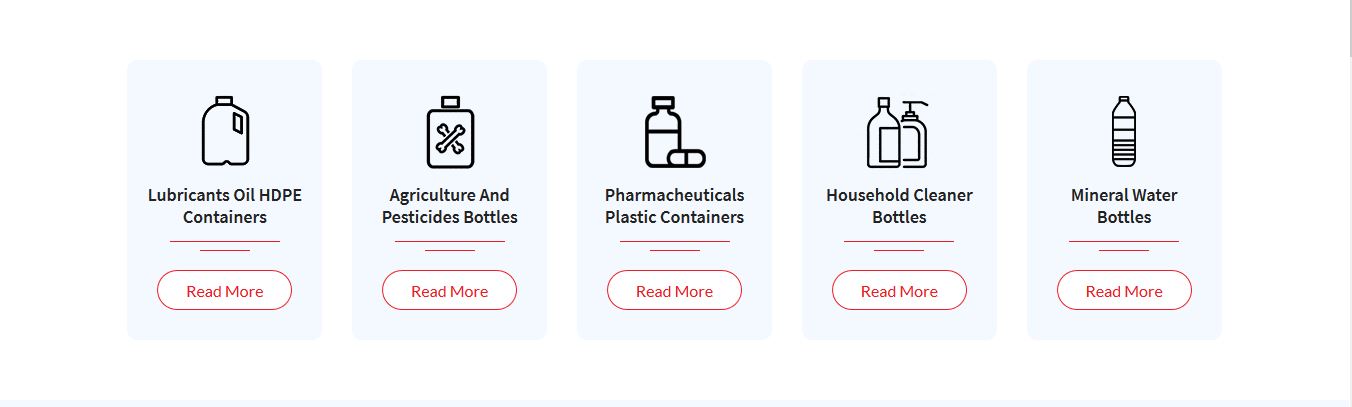 Lubricants Oil HDPE
Containers
Read More
Agriculture And
Pesticides Bottles
Read More
Pharmacheuticals
Plastic Containers
Read More
Household Cleaner
Bottles
Read More
Mineral Water
Bottles
Read More